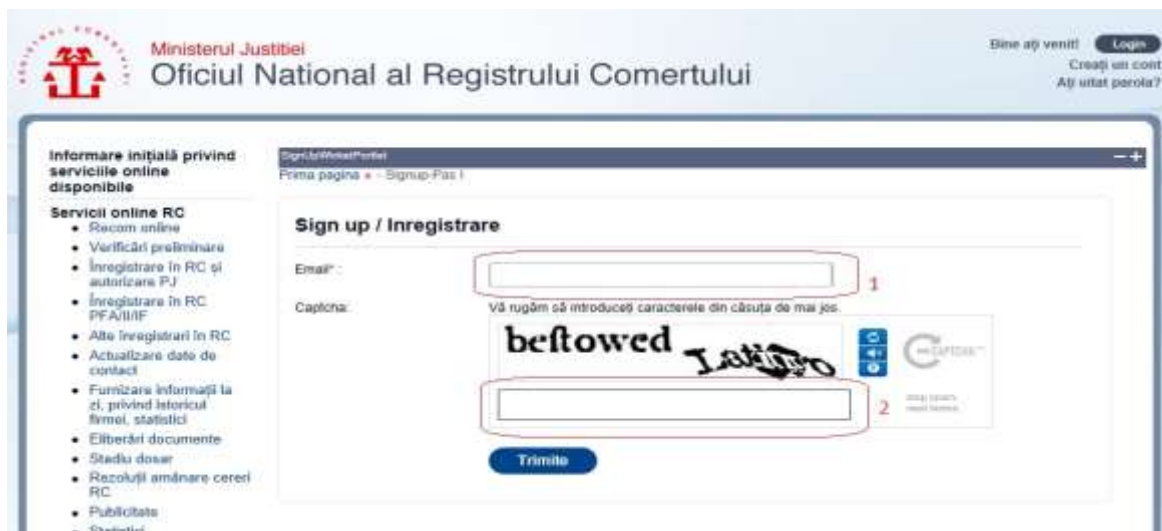 Ministerul Justitiei
Oficiul National al Registrului Comertului
Bine ați venit! Login
Creați un cont
Ați uitat parola?
Informare inițială privind
serviciile online
disponibile
Servicii online RC
Recom online
Verificări preliminare
Înregistrare în RC și
autorizare PJ
Înregistrare în RC
PFA/II/IF
Alte înregistrari în RC
Actualizare date de
contact
Furnizare informații la
zi, privind istoricul
firmei, statistici
Eliberări documente
Stadiu dosar
Rezoluții amânare cereri
RC
Publicitate
Statistici
Prima pagina - Signup-Pas I
Sign up / Inregistrare
Email* :
1
Captcha:
Vă rugăm să introduceți caracterele din căsuța de mai jos.
2
Trimite